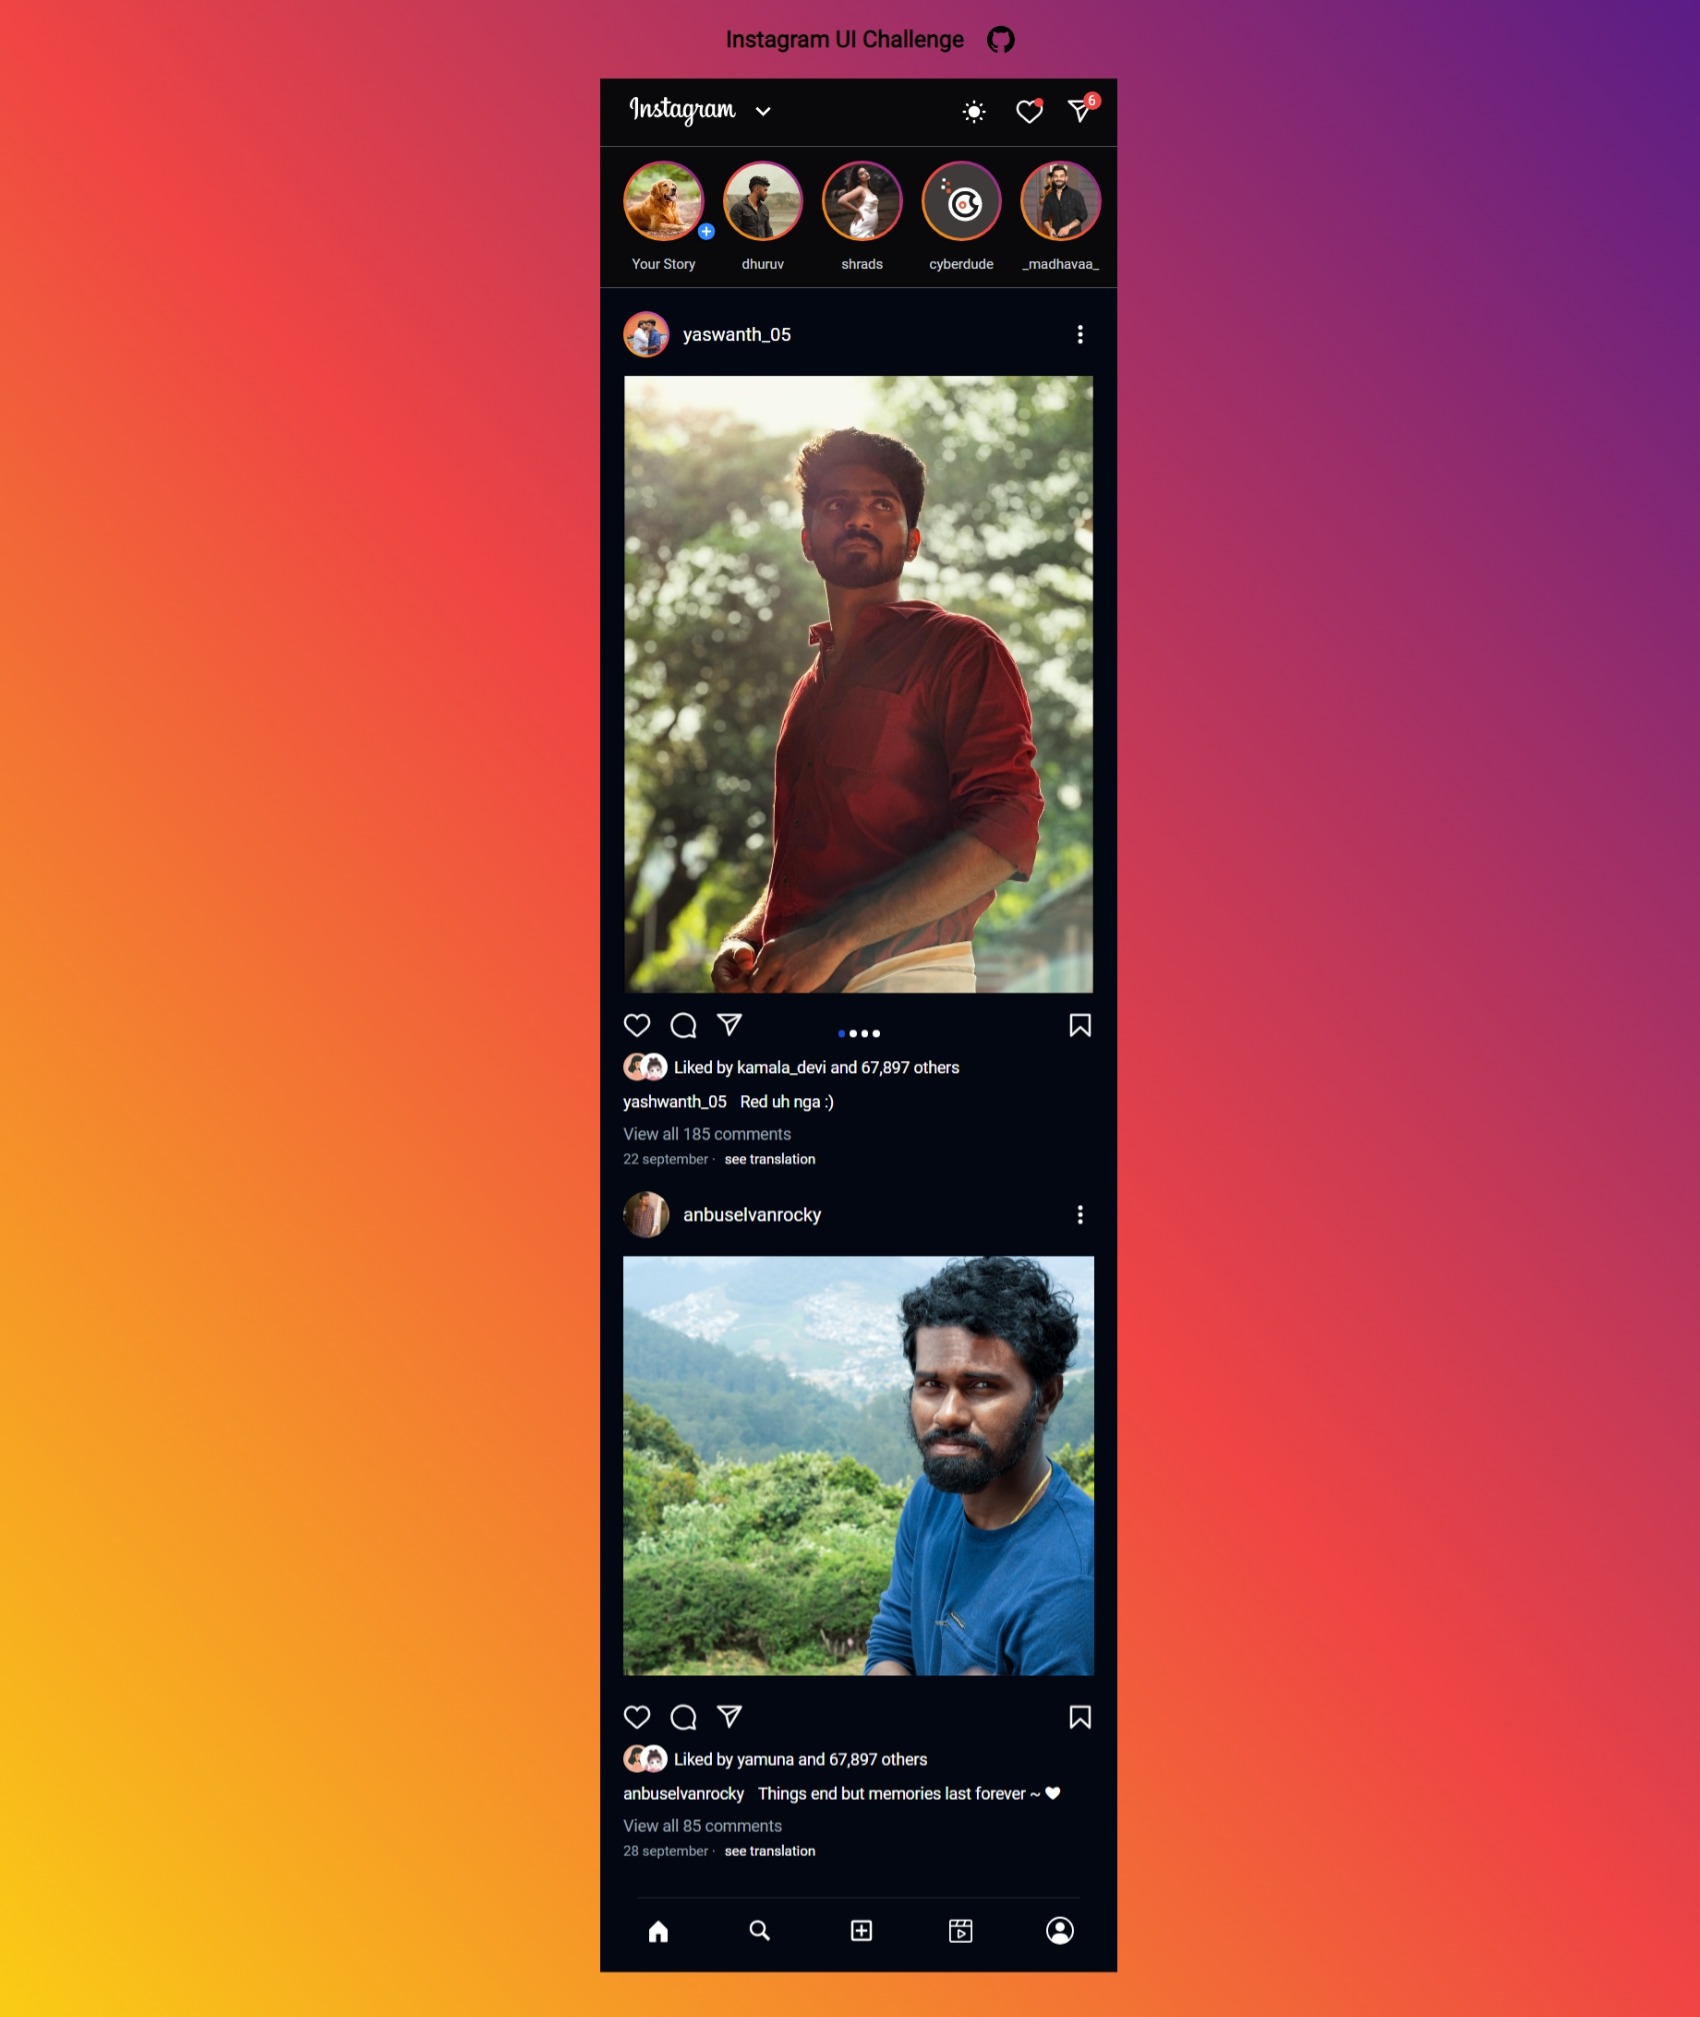 Instagram UI Challenge
Instagram
6
Your Story
dhuruv
shrads
cyberdude
_madhavaa_
yaswanth_05
Liked by kamala_devi and 67,897 others
yashwanth_05 Red uh nga :)
View all 185 comments
22 september · see translation
anbuselvanrocky
Liked by yamuna and 67,897 others
anbuselvanrocky Things end but memories last forever ~ 🤍
View all 85 comments
28 september · see translation